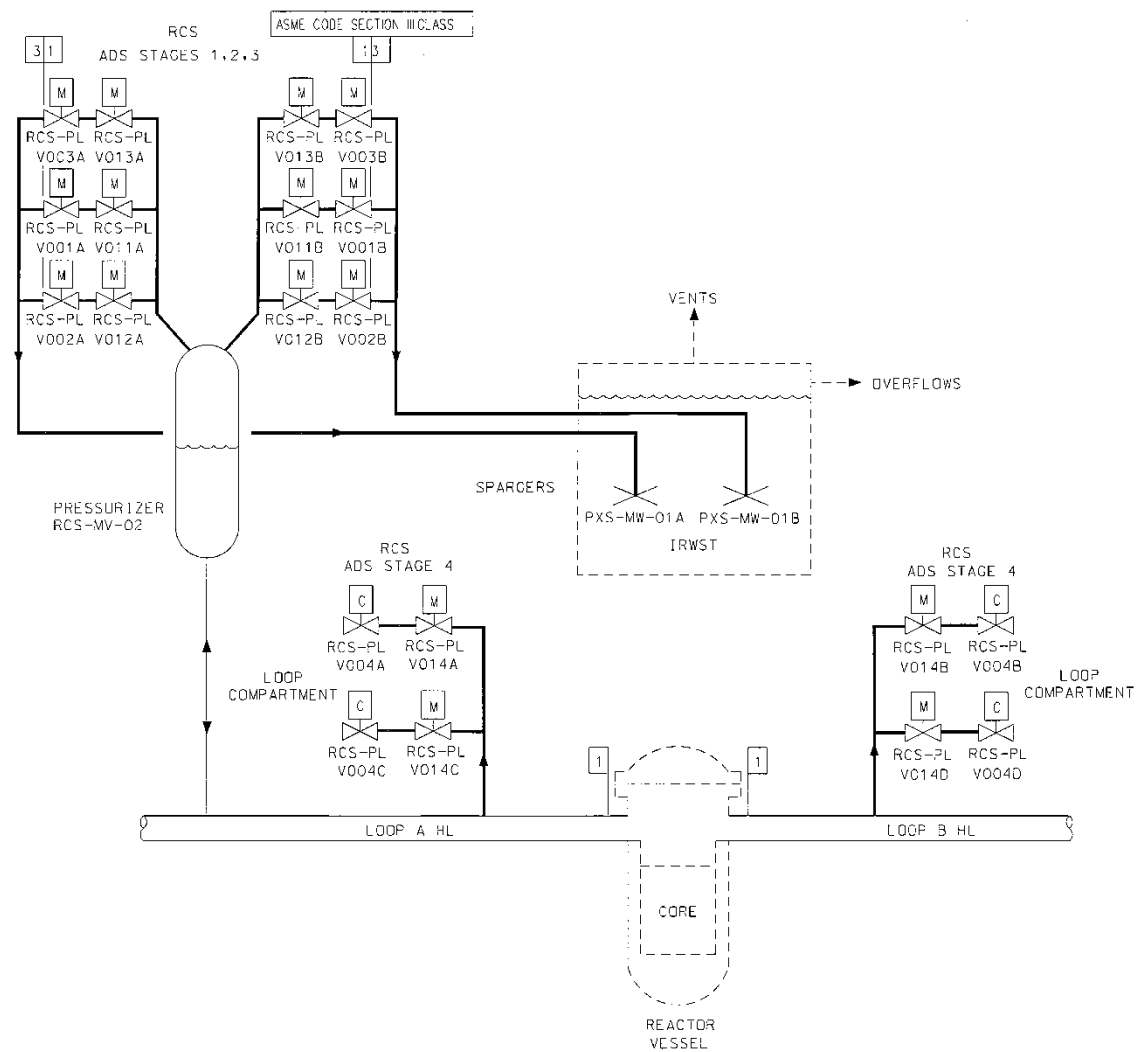 ASME CODE SECTION III CLASS
RCS
ADS STAGES 1,2,3
3 1
1 3
M M M M
RCS-PL RCS-PL RCS-PL RCS-PL
V003A V013A V013B V003B
M M M M
RCS-PL RCS-PL RCS-PL RCS-PL
V001A V011A V011B V001B
M M M M
RCS-PL RCS-PL RCS-PL RCS-PL
V002A V012A V012B V002B
VENTS
OVERFLOWS
SPARGERS
PXS-MW-01A PXS-MW-01B
IRWST
PRESSURIZER
RCS-MV-02
RCS
ADS STAGE 4
C M
RCS-PL RCS-PL
V004A V014A
LOOP
COMPARTMENT
C M
RCS-PL RCS-PL
V004C V014C
RCS
ADS STAGE 4
M C
RCS-PL RCS-PL
V014B V004B
LOOP
COMPARTMENT
M C
RCS-PL RCS-PL
V014D V004D
1
1
LOOP A HL
LOOP B HL
CORE
REACTOR
VESSEL